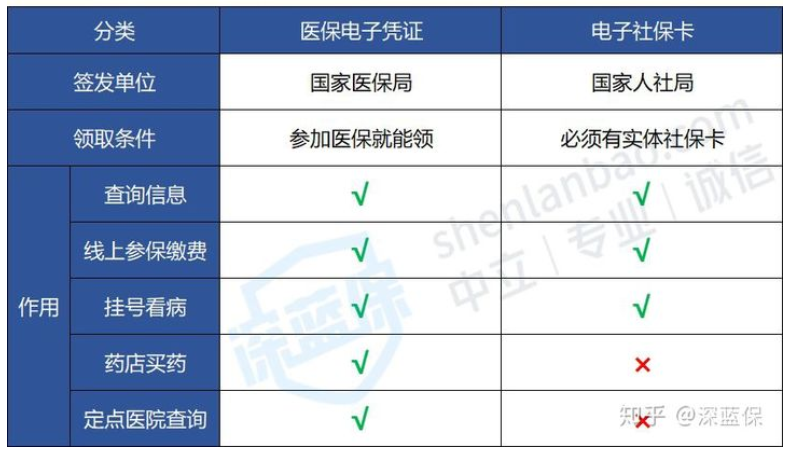 分类 医保电子凭证 电子社保卡
签发单位 国家医保局 国家人社局
领取条件 参加医保就能领 必须有实体社保卡
作用
查询信息 √ √
线上参保缴费 √ √
挂号看病 √ √
药店买药 √ ×
定点医院查询 √ ×
深蓝保
shenlanbao.com
中立｜专业｜诚信
知乎 @深蓝保